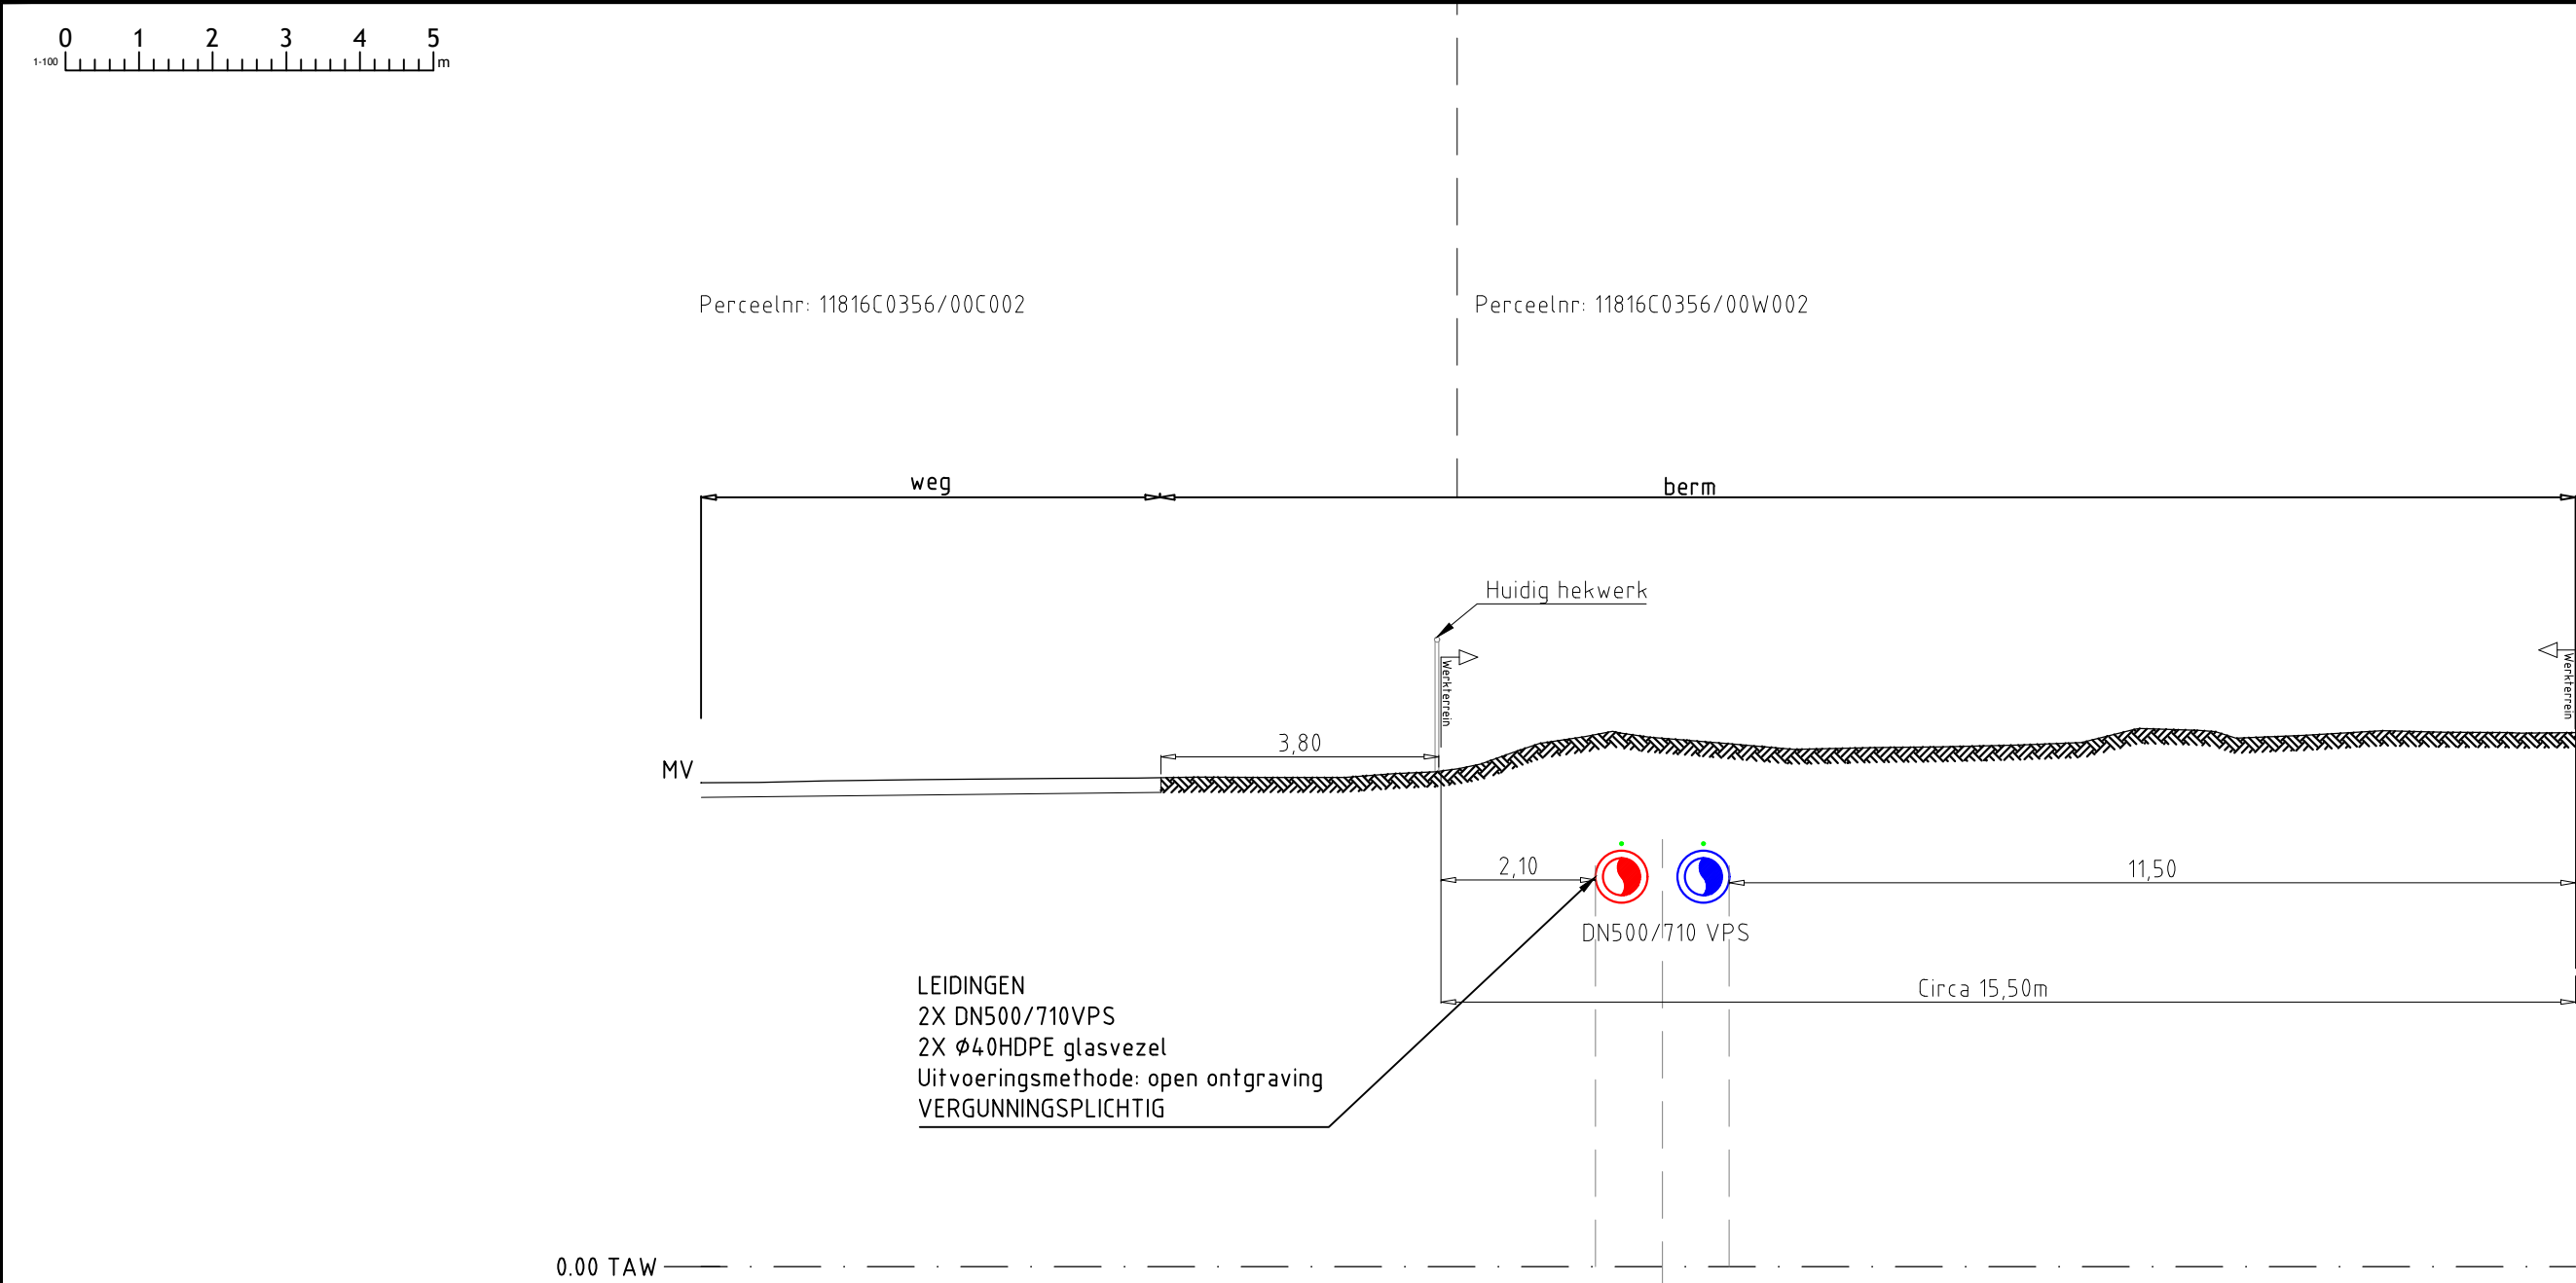 0 1 2 3 4 5
1-100 m
Perceelnr: 11816C0356/00C002
Perceelnr: 11816C0356/00W002
weg
berm
Huidig hekwerk
Werkterrein
Werkterrein
3,80
MV
2,10
11,50
DN500/710 VPS
Circa 15,50m
LEIDINGEN
2X DN500/710VPS
2X Ø40HDPE glasvezel
Uitvoeringsmethode: open ontgraving
VERGUNNINGSPLICHTIG
0.00 TAW